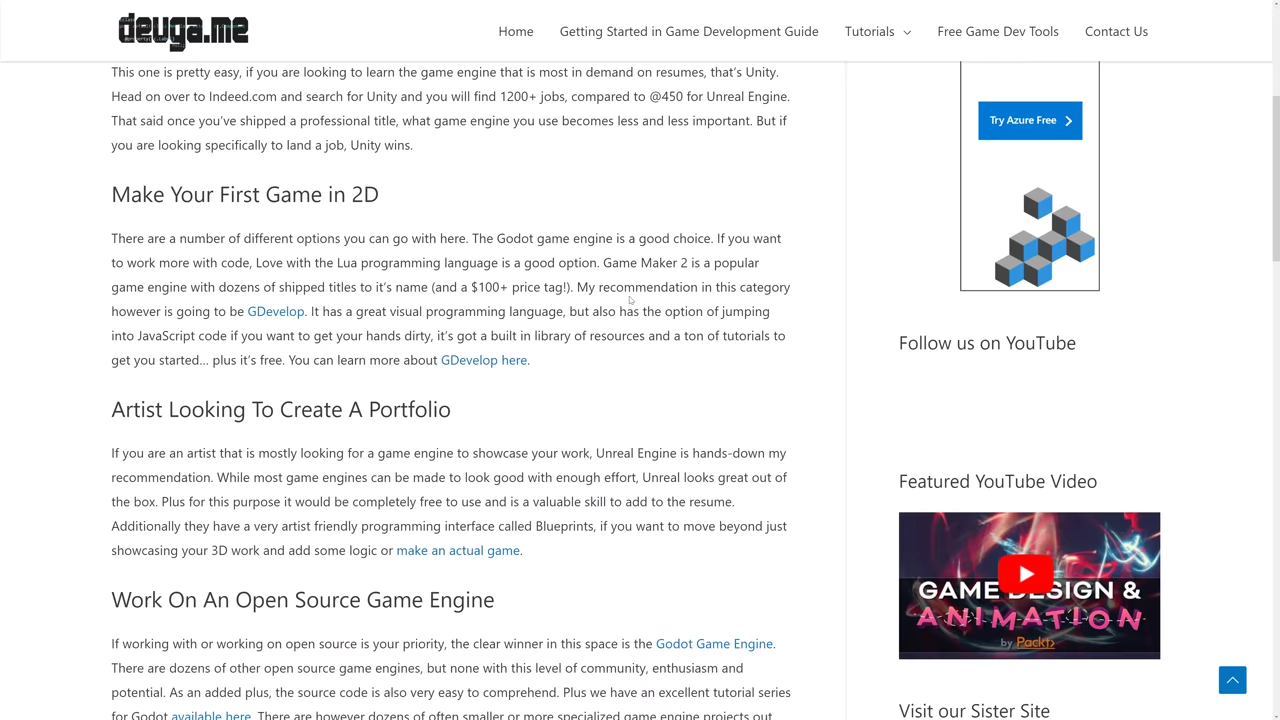 devga.me
Home
Getting Started in Game Development Guide
Tutorials
Free Game Dev Tools
Contact Us
This one is pretty easy, if you are looking to learn the game engine that is most in demand on resumes, that’s Unity.
Head on over to Indeed.com and search for Unity and you will find 1200+ jobs, compared to @450 for Unreal Engine.
That said once you’ve shipped a professional title, what game engine you use becomes less and less important. But if
you are looking specifically to land a job, Unity wins.
Make Your First Game in 2D
There are a number of different options you can go with here. The Godot game engine is a good choice. If you want
to work more with code, Love with the Lua programming language is a good option. Game Maker 2 is a popular
game engine with dozens of shipped titles to it’s name (and a $100+ price tag!). My recommendation in this category
however is going to be GDevelop. It has a great visual programming language, but also has the option of jumping
into JavaScript code if you want to get your hands dirty, it’s got a built in library of resources and a ton of tutorials to
get you started… plus it’s free. You can learn more about GDevelop here.
Artist Looking To Create A Portfolio
If you are an artist that is mostly looking for a game engine to showcase your work, Unreal Engine is hands-down my
recommendation. While most game engines can be made to look good with enough effort, Unreal looks great out of
the box. Plus for this purpose it would be completely free to use and is a valuable skill to add to the resume.
Additionally they have a very artist friendly programming interface called Blueprints, if you want to move beyond just
showcasing your 3D work and add some logic or make an actual game.
Work On An Open Source Game Engine
If working with or working on open source is your priority, the clear winner in this space is the Godot Game Engine.
There are dozens of other open source game engines, but none with this level of community, enthusiasm and
potential. As an added plus, the source code is also very easy to comprehend. Plus we have an excellent tutorial series
for Godot available here. There are however dozens of often smaller or more specialized game engine projects out
Try Azure Free
Follow us on YouTube
Featured YouTube Video
GAME DESIGN &
ANIMATION
by Packt>
Visit our Sister Site